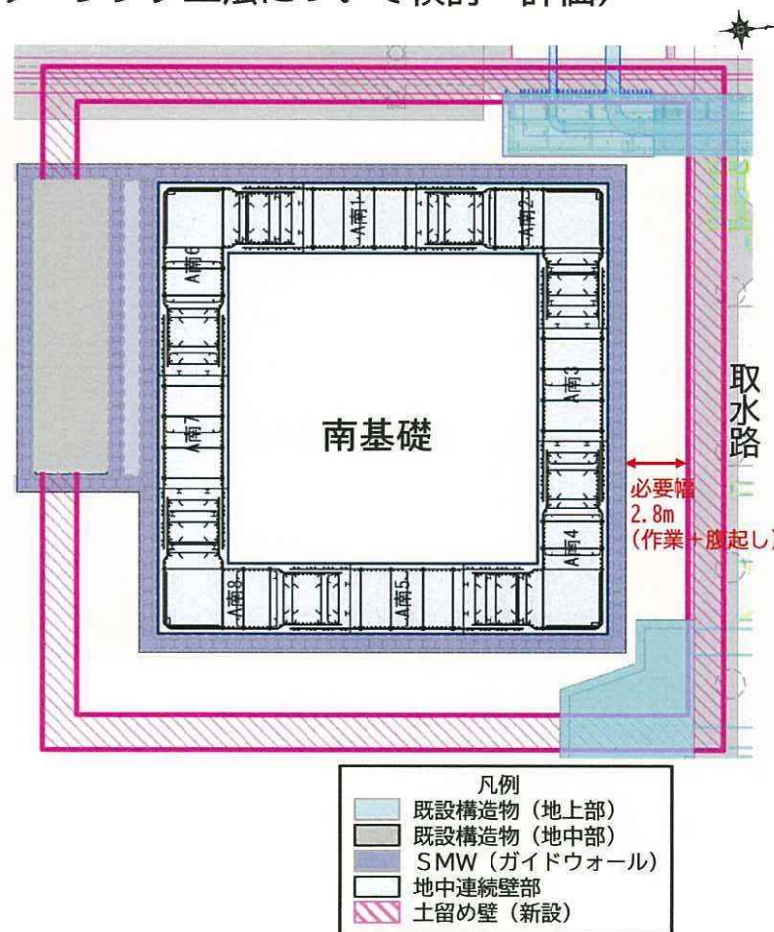 A南1
A南2
A南6
A南3
取水路
南基礎
A南7
必要幅
2.8m
(作業+腹起し)
A南4
A南8
A南5
凡例
既設構造物（地上部）
既設構造物（地中部）
SMW（ガイドウォール）
地中連続壁部
土留め壁（新設）